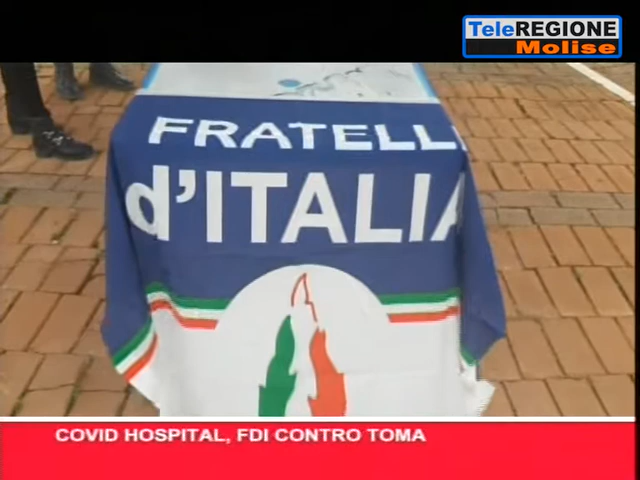 TeleREGIONE
Molise
FRATELLI
d'ITALIA
COVID HOSPITAL, FDI CONTRO TOMA